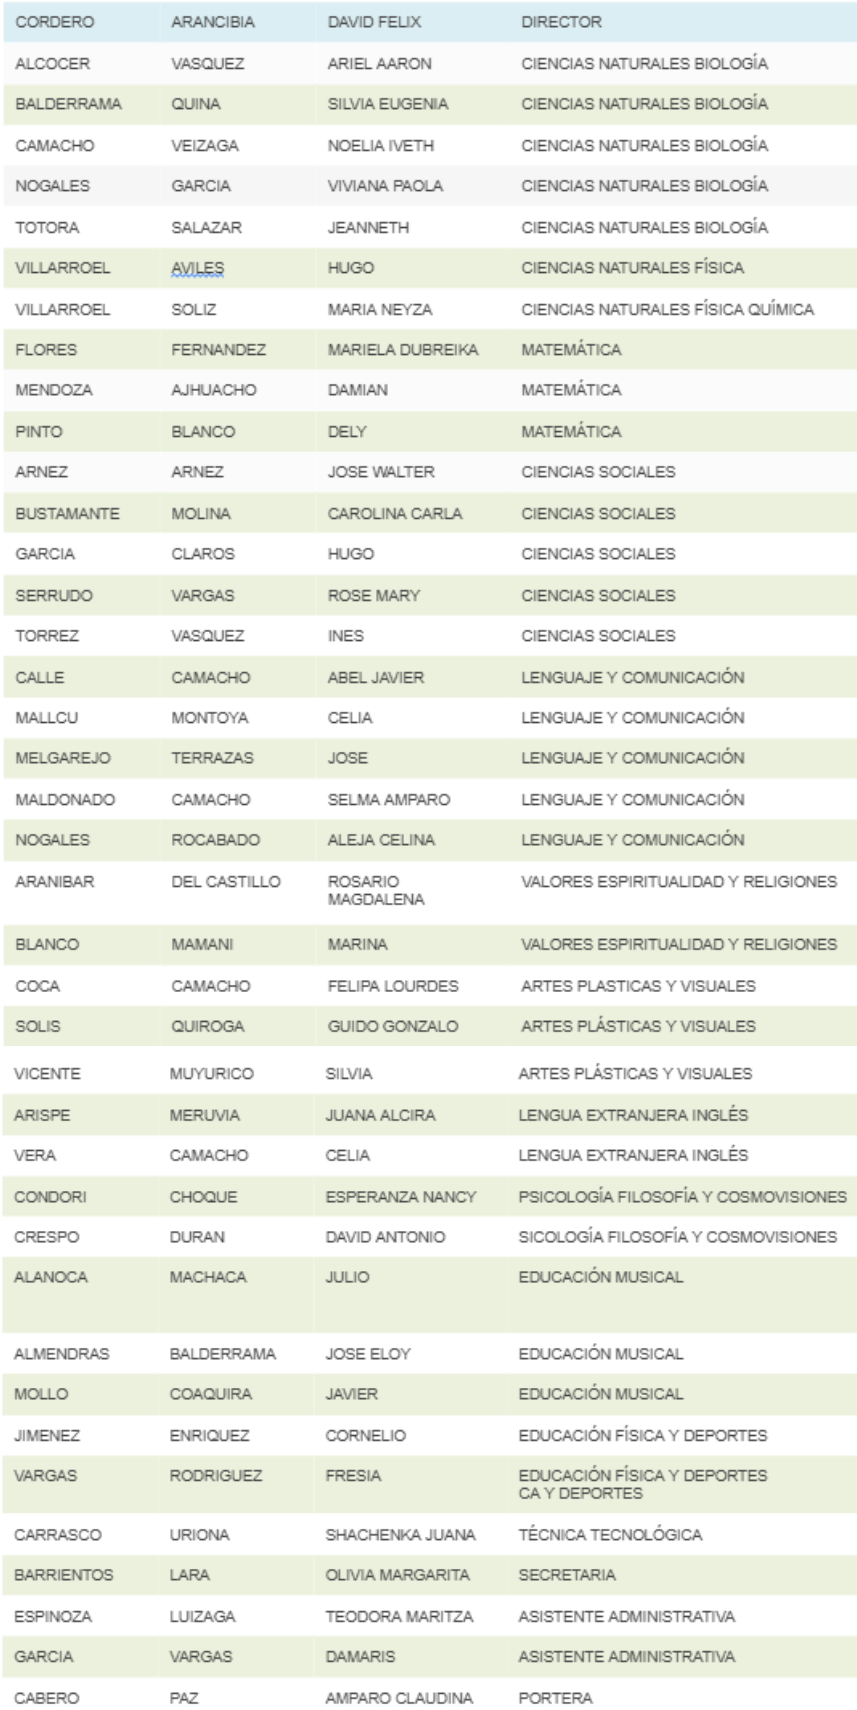 CORDERO ARANCIBIA DAVID FELIX DIRECTOR
ALCOCER VASQUEZ ARIEL AARON CIENCIAS NATURALES BIOLOGÍA
BALDERRAMA QUINA SILVIA EUGENIA CIENCIAS NATURALES BIOLOGÍA
CAMACHO VEIZAGA NOELIA IVETH CIENCIAS NATURALES BIOLOGÍA
NOGALES GARCIA VIVIANA PAOLA CIENCIAS NATURALES BIOLOGÍA
TOTORA SALAZAR JEANNETH CIENCIAS NATURALES BIOLOGÍA
VILLARROEL AVILES HUGO CIENCIAS NATURALES FÍSICA
VILLARROEL SOLIZ MARIA NEYZA CIENCIAS NATURALES FÍSICA QUÍMICA
FLORES FERNANDEZ MARIELA DUBREIKA MATEMÁTICA
MENDOZA AJHUACHO DAMIAN MATEMÁTICA
PINTO BLANCO DELY MATEMÁTICA
ARNEZ ARNEZ JOSE WALTER CIENCIAS SOCIALES
BUSTAMANTE MOLINA CAROLINA CARLA CIENCIAS SOCIALES
GARCIA CLAROS HUGO CIENCIAS SOCIALES
SERRUDO VARGAS ROSE MARY CIENCIAS SOCIALES
TORREZ VASQUEZ INES CIENCIAS SOCIALES
CALLE CAMACHO ABEL JAVIER LENGUAJE Y COMUNICACIÓN
MALLCU MONTOYA CELIA LENGUAJE Y COMUNICACIÓN
MELGAREJO TERRAZAS JOSE LENGUAJE Y COMUNICACIÓN
MALDONADO CAMACHO SELMA AMPARO LENGUAJE Y COMUNICACIÓN
NOGALES ROCABADO ALEJA CELINA LENGUAJE Y COMUNICACIÓN
ARANIBAR DEL CASTILLO ROSARIO VALORES ESPIRITUALIDAD Y RELIGIONES
MAGDALENA
BLANCO MAMANI MARINA VALORES ESPIRITUALIDAD Y RELIGIONES
COCA CAMACHO FELIPA LOURDES ARTES PLASTICAS Y VISUALES
SOLIS QUIROGA GUIDO GONZALO ARTES PLÁSTICAS Y VISUALES
VICENTE MUYURICO SILVIA ARTES PLÁSTICAS Y VISUALES
ARISPE MERUVIA JUANA ALCIRA LENGUA EXTRANJERA INGLÉS
VERA CAMACHO CELIA LENGUA EXTRANJERA INGLÉS
CONDORI CHOQUE ESPERANZA NANCY PSICOLOGÍA FILOSOFÍA Y COSMOVISIONES
CRESPO DURAN DAVID ANTONIO SICOLOGÍA FILOSOFÍA Y COSMOVISIONES
ALANOCA MACHACA JULIO EDUCACIÓN MUSICAL
ALMENDRAS BALDERRAMA JOSE ELOY EDUCACIÓN MUSICAL
MOLLO COAQUIRA JAVIER EDUCACIÓN MUSICAL
JIMENEZ ENRIQUEZ CORNELIO EDUCACIÓN FÍSICA Y DEPORTES
VARGAS RODRIGUEZ FRESIA EDUCACIÓN FÍSICA Y DEPORTES
CA Y DEPORTES
CARRASCO URIONA SHACHENKA JUANA TÉCNICA TECNOLÓGICA
BARRIENTOS LARA OLIVIA MARGARITA SECRETARIA
ESPINOZA LUIZAGA TEODORA MARITZA ASISTENTE ADMINISTRATIVA
GARCIA VARGAS DAMARIS ASISTENTE ADMINISTRATIVA
CABERO PAZ AMPARO CLAUDINA PORTERA